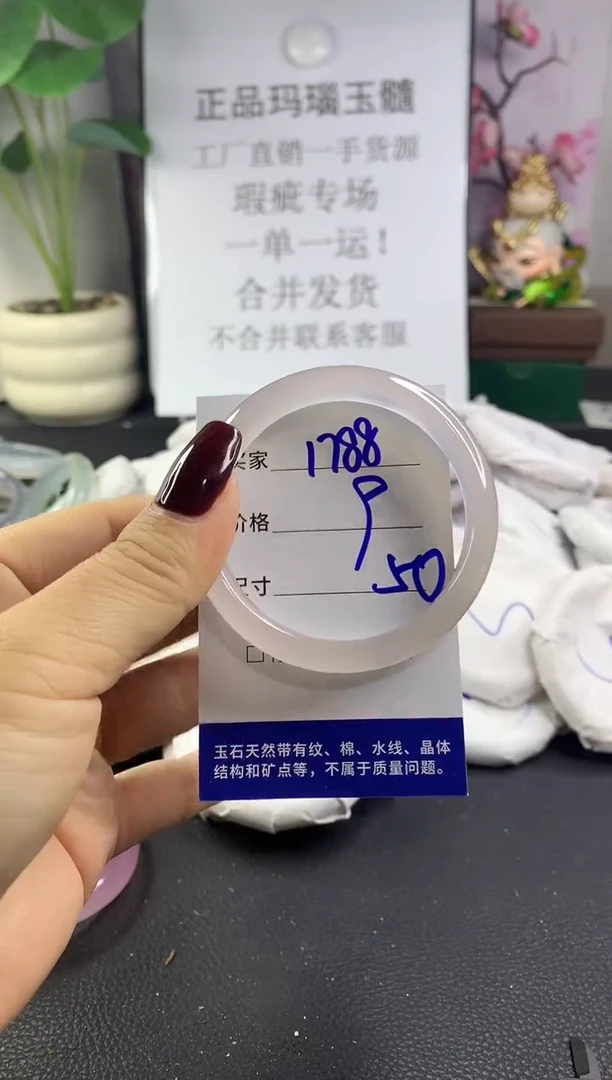 正品玛瑙玉髓
工厂直销一手货源
瑕疵专场
一单一运！
合并发货
不合并联系客服
买家 1788
价格
尺寸 50
玉石天然带有纹、棉、水线、晶体
结构和矿点等，不属于质量问题。